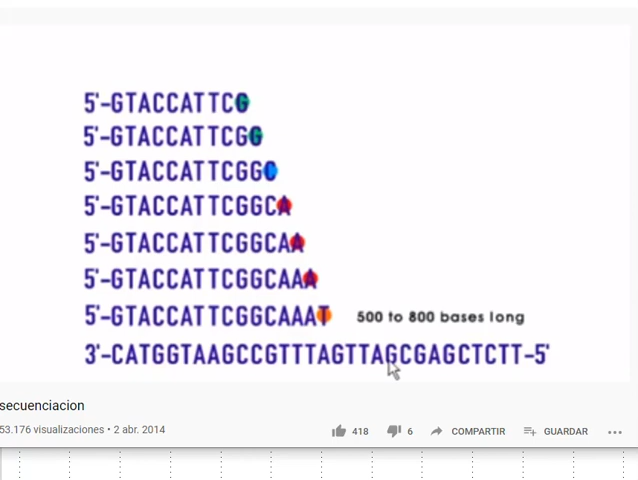 5'-GTACCATTCGG
5'-GTACCATTCGG
5'-GTACCATTCGGC
5'-GTACCATTCGGCA
5'-GTACCATTCGGCAA
5'-GTACCATTCGGCAAA
5'-GTACCATTCGGCAAAT 500 to 800 bases long
3'-CATGGTAAGCCGTTTAGTTAGCGAGCTCTT-5'
secuenciacion
53.176 visualizaciones • 2 abr. 2014 418 6 COMPARTIR GUARDAR